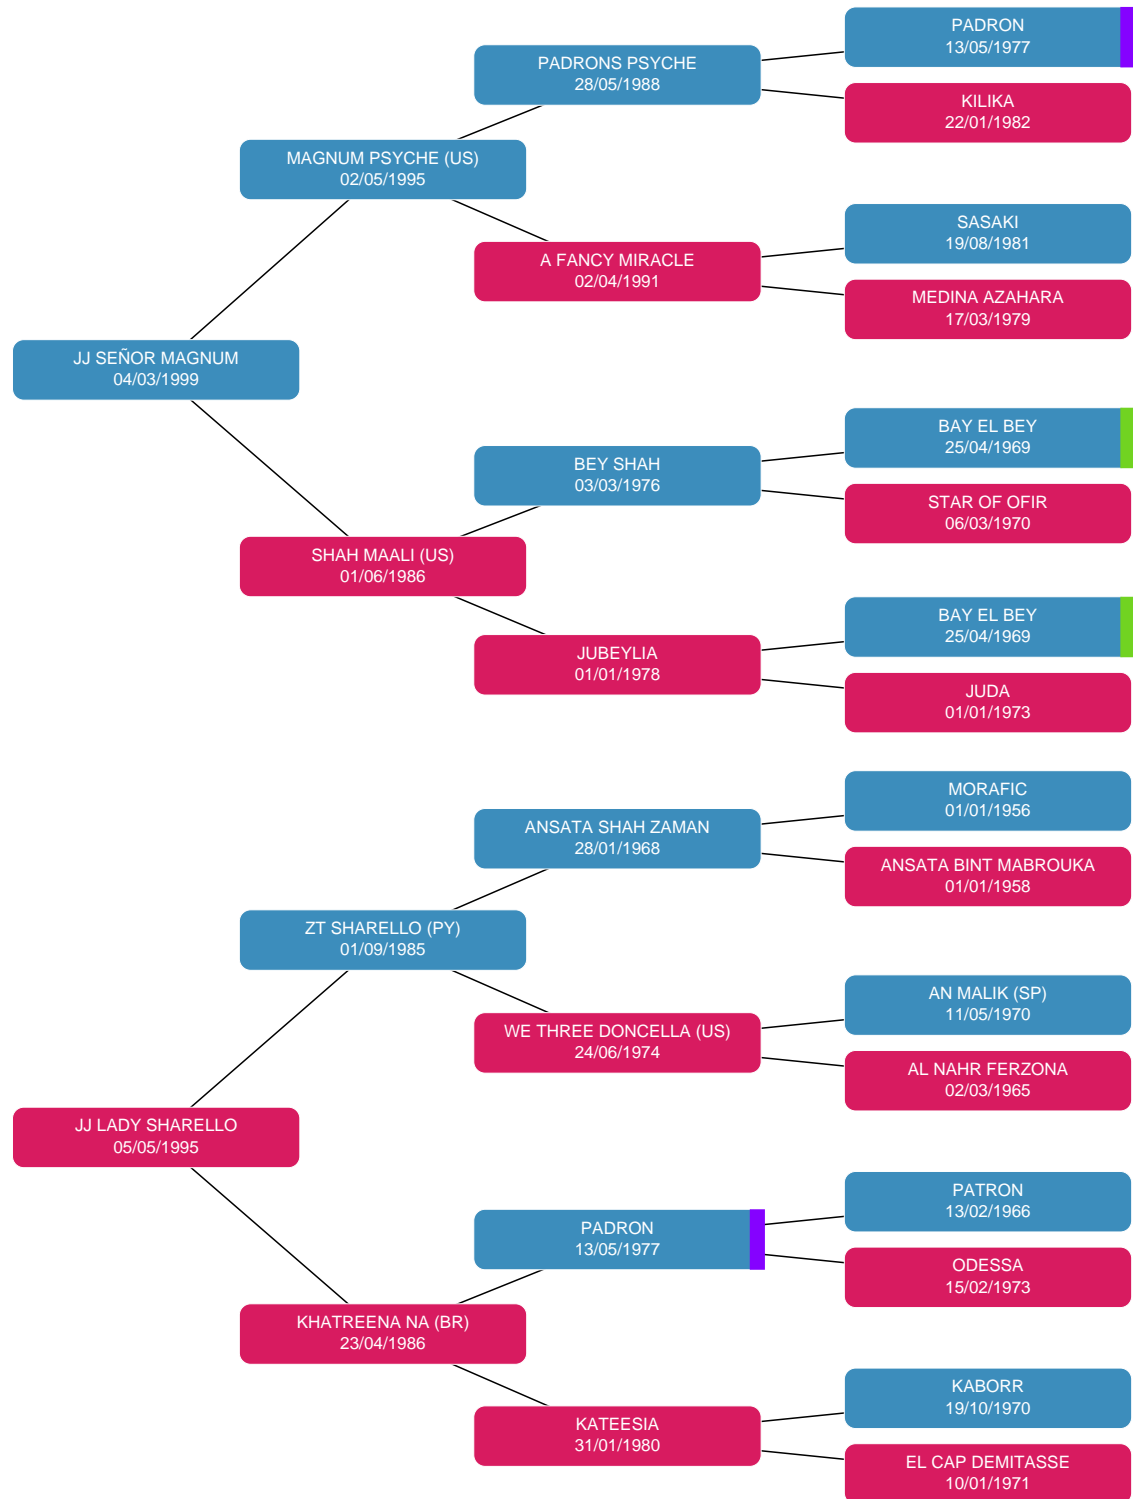 PADRON
13/05/1977
PADRONS PSYCHE
28/05/1988
KILIKA
22/01/1982
MAGNUM PSYCHE (US)
02/05/1995
SASAKI
19/08/1981
A FANCY MIRACLE
02/04/1991
MEDINA AZAHARA
17/03/1979
JJ SEÑOR MAGNUM
04/03/1999
BAY EL BEY
25/04/1969
BEY SHAH
03/03/1976
STAR OF OFIR
06/03/1970
SHAH MAALI (US)
01/06/1986
BAY EL BEY
25/04/1969
JUBEYLIA
01/01/1978
JUDA
01/01/1973
MORAFIC
01/01/1956
ANSATA SHAH ZAMAN
28/01/1968
ANSATA BINT MABROUKA
01/01/1958
ZT SHARELLO (PY)
01/09/1985
AN MALIK (SP)
11/05/1970
WE THREE DONCELLA (US)
24/06/1974
AL NAHR FERZONA
02/03/1965
JJ LADY SHARELLO
05/05/1995
PATRON
13/02/1966
PADRON
13/05/1977
ODESSA
15/02/1973
KHATREENA NA (BR)
23/04/1986
KABORR
19/10/1970
KATEESIA
31/01/1980
EL CAP DEMITASSE
10/01/1971